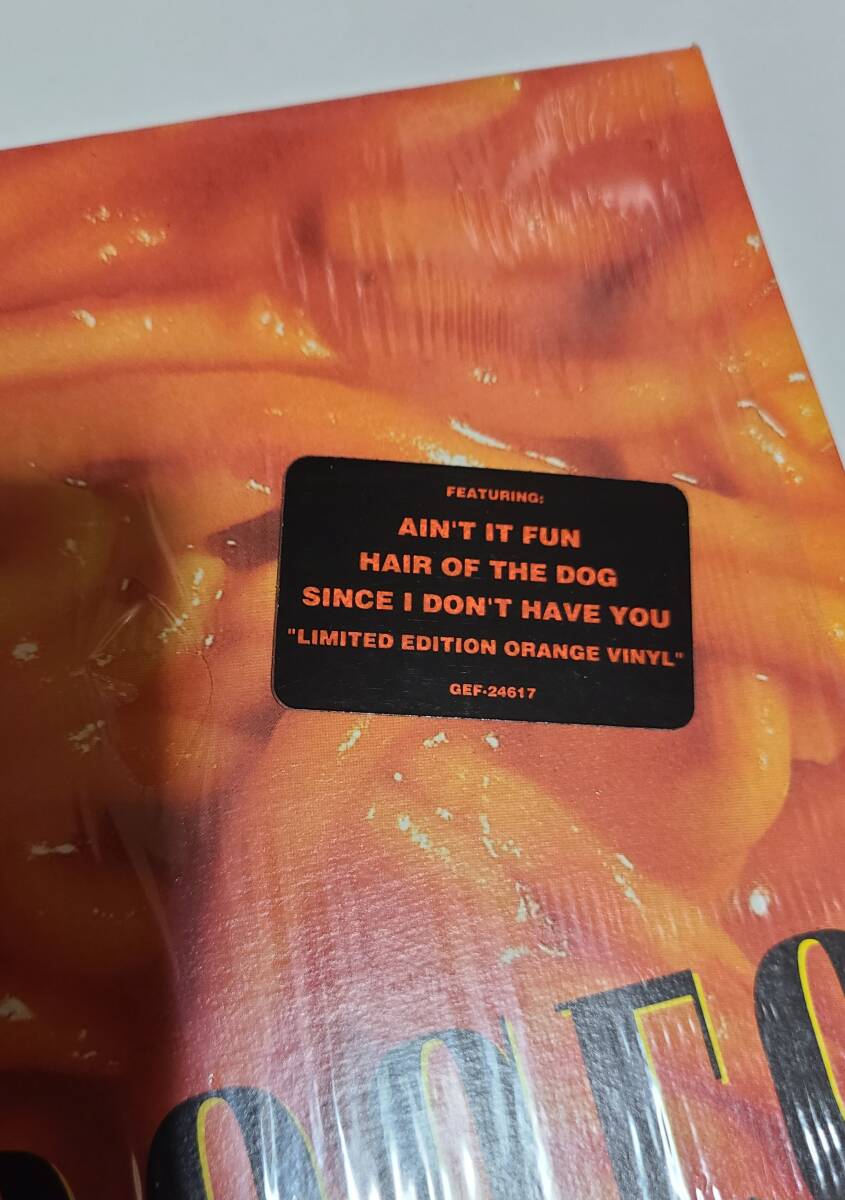 FEATURING:
AIN'T IT FUN
HAIR OF THE DOG
SINCE I DON'T HAVE YOU
"LIMITED EDITION ORANGE VINYL"
GEF-24617